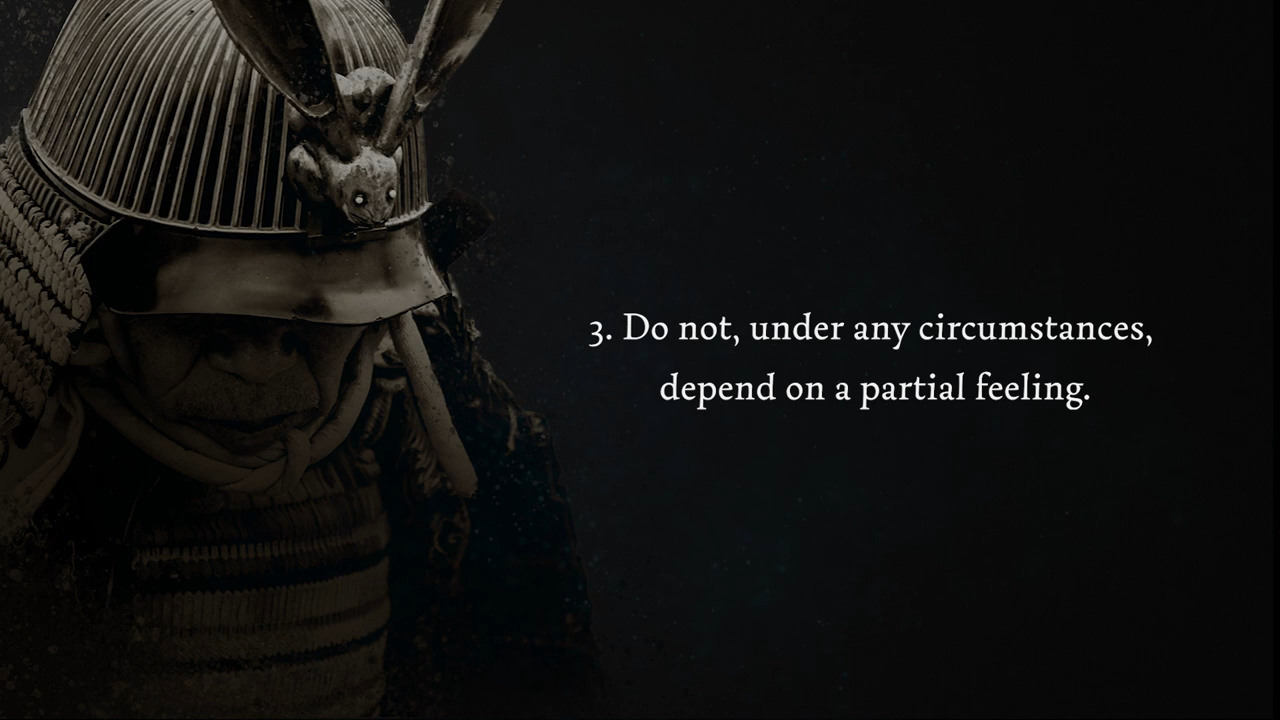 3. Do not, under any circumstances,
depend on a partial feeling.